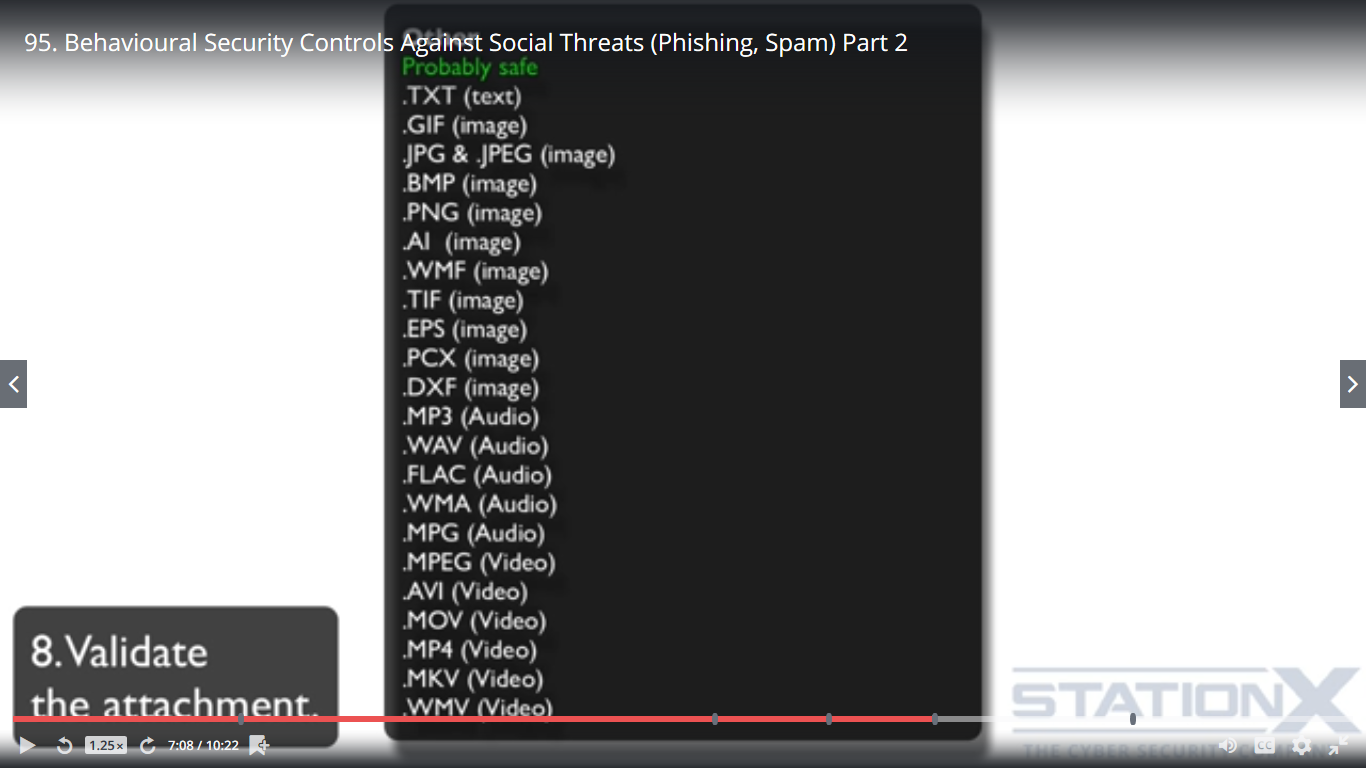 95. Behavioural Security Controls Against Social Threats (Phishing, Spam) Part 2
Other
Probably safe
.TXT (text)
.GIF (image)
.JPG & .JPEG (image)
.BMP (image)
.PNG (image)
.AI (image)
.WMF (image)
.TIF (image)
.EPS (image)
.PCX (image)
.DXF (image)
.MP3 (Audio)
.WAV (Audio)
.FLAC (Audio)
.WMA (Audio)
.MPG (Audio)
.MPEG (Video)
.AVI (Video)
.MOV (Video)
.MP4 (Video)
.MKV (Video)
.WMV (Video)
8. Validate
the attachment.
STATIONX
THE CYBER SECURITY
1.25×
7:08 / 10:22
CC